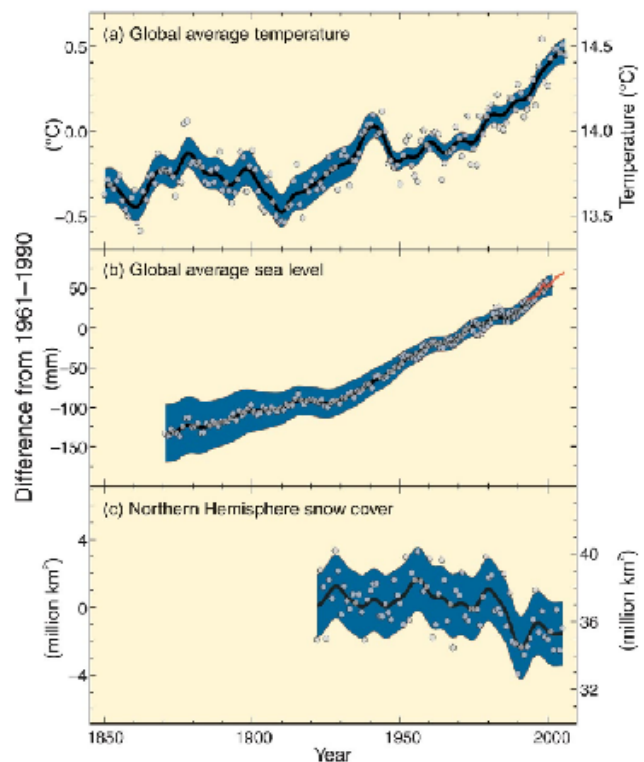 (a) Global average temperature
0.5
0.0
−0.5
(°C)
14.5
14.0
13.5
Temperature (°C)
Difference from 1961–1990
(b) Global average sea level
50
0
−50
−100
−150
(mm)
(c) Northern Hemisphere snow cover
4
0
−4
(million km²)
40
36
32
(million km²)
1850
1800
1950
2000
Year